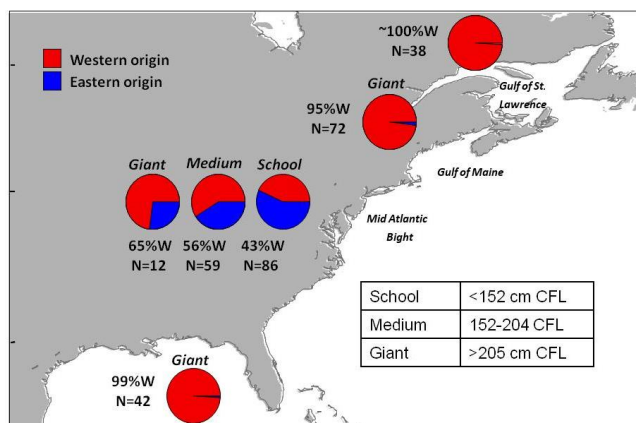 Western origin
Eastern origin
~100%W
N=38
Gulf of St.
Lawrence
Giant
95%W
N=72
Gulf of Maine
Giant
Medium
School
Mid Atlantic
Bight
65%W
56%W
43%W
N=12
N=59
N=86
School
<152 cm CFL
Medium
152-204 CFL
Giant
>205 cm CFL
Giant
99%W
N=42